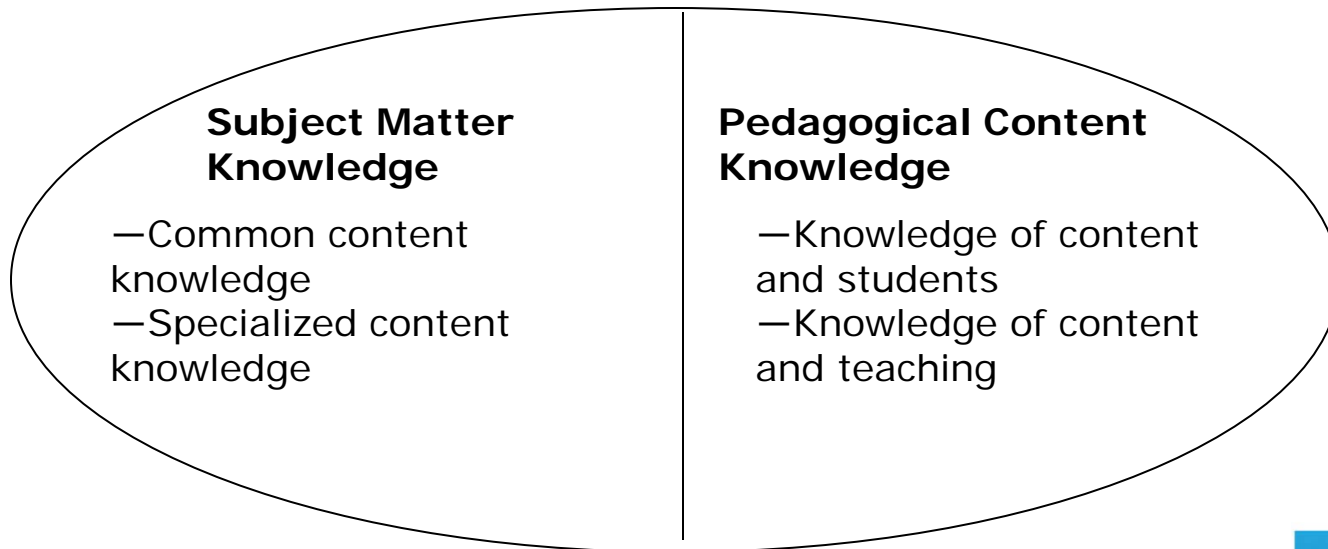 Subject Matter
Knowledge
—Common content
knowledge
—Specialized content
knowledge
Pedagogical Content
Knowledge
—Knowledge of content
and students
—Knowledge of content
and teaching